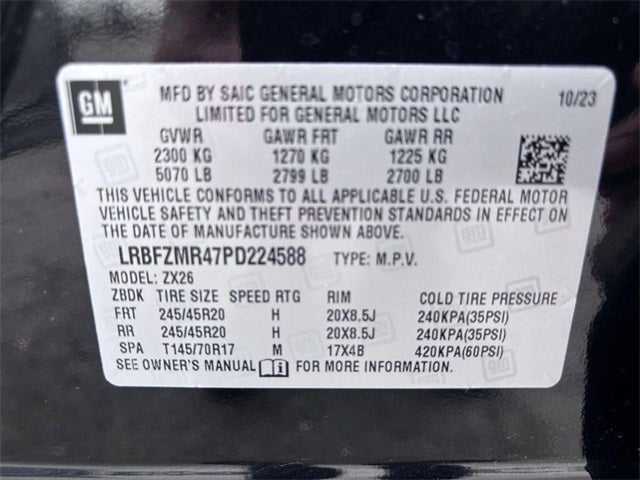 GM
MFD BY SAIC GENERAL MOTORS CORPORATION 10/23
LIMITED FOR GENERAL MOTORS LLC
GVWR GAWR FRT GAWR RR
2300 KG 1270 KG 1225 KG
5070 LB 2799 LB 2700 LB
THIS VEHICLE CONFORMS TO ALL APPLICABLE U.S. FEDERAL MOTOR
VEHICLE SAFETY AND THEFT PREVENTION STANDARDS IN EFFECT ON
THE DATE OF MANUFACTURE SHOWN ABOVE.
LRBFZMR47PD224588 TYPE: M.P.V.
MODEL: ZX26
ZBDK TIRE SIZE SPEED RTG RIM COLD TIRE PRESSURE
FRT 245/45R20 H 20X8.5J 240KPA(35PSI)
RR 245/45R20 H 20X8.5J 240KPA(35PSI)
SPA T145/70R17 M 17X4B 420KPA(60PSI)
SEE OWNER'S MANUAL FOR MORE INFORMATION.